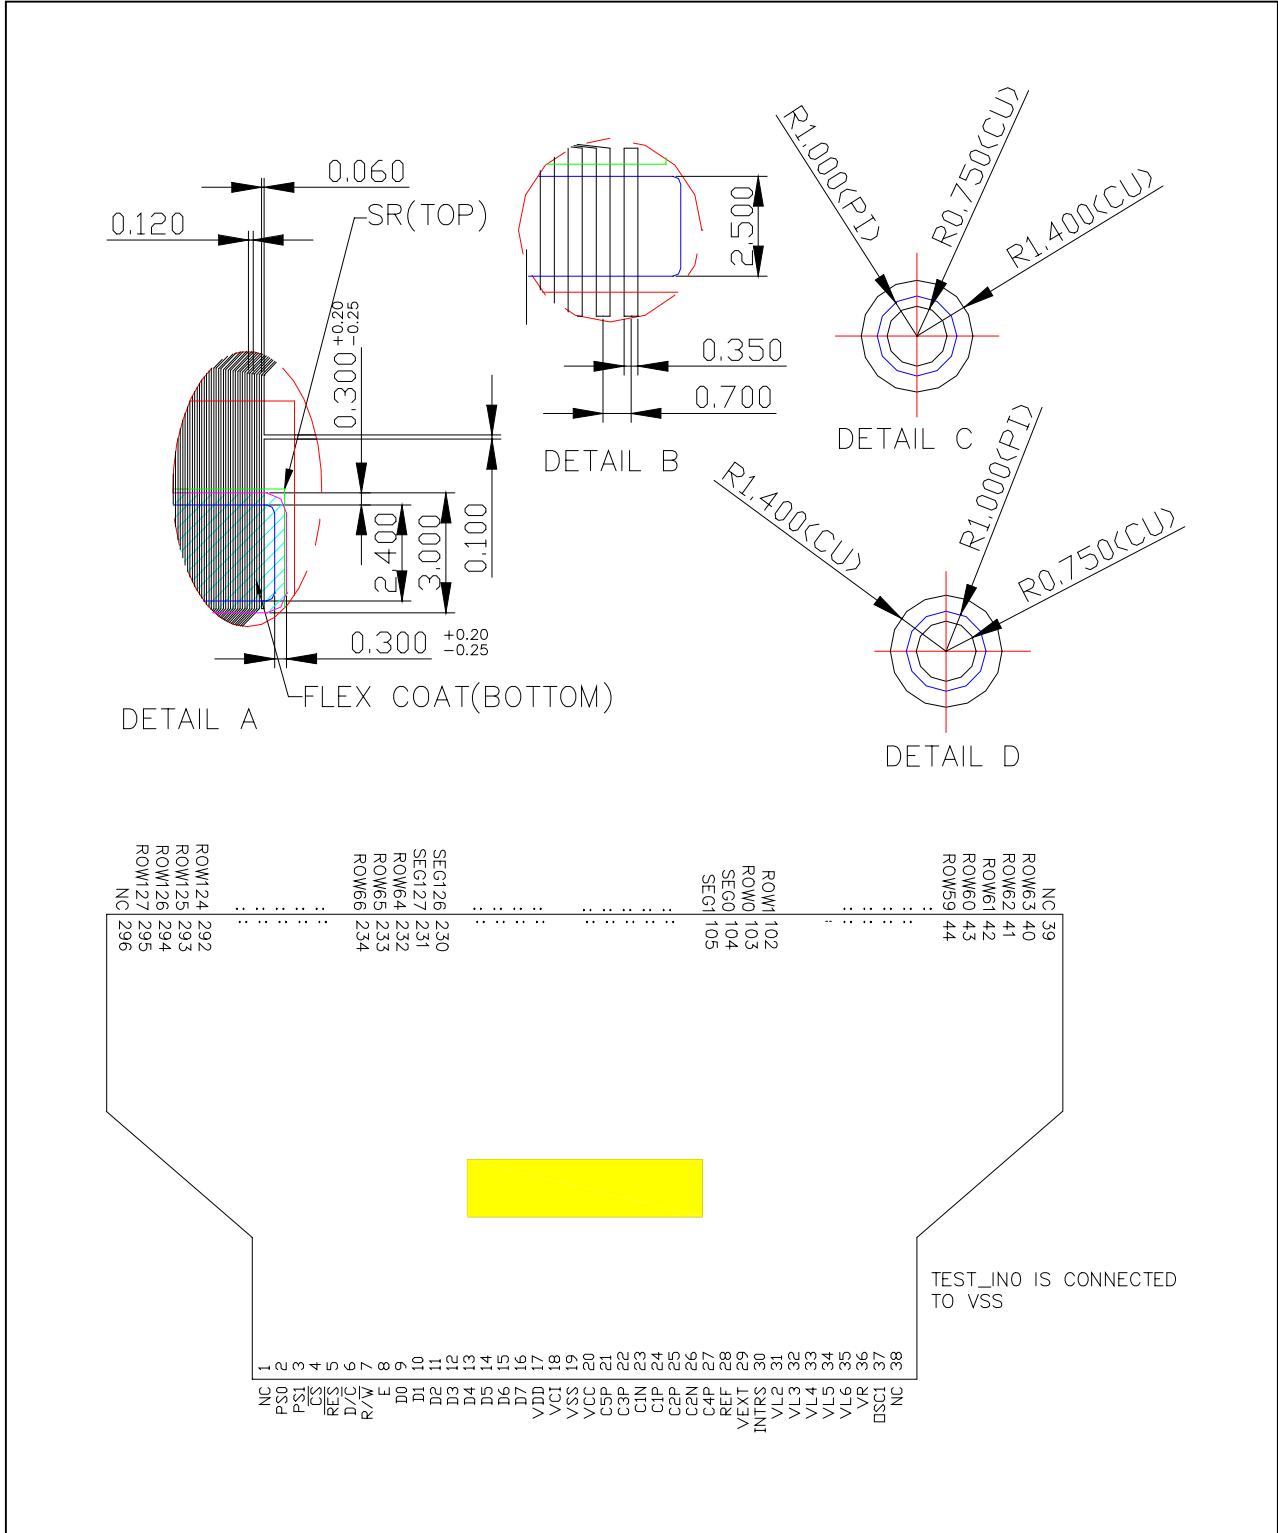 0.060
SR(TOP)
0.120
0.300 +0.20 -0.25
2.400
3.000
0.100
0.300 +0.20 -0.25
FLEX COAT(BOTTOM)
DETAIL A
2.500
0.350
0.700
DETAIL B
R1.000(PI)
R0.750(CU)
R1.400(CU)
DETAIL C
R1.400(CU)
R1.000(PI)
R0.750(CU)
DETAIL D
NC 296
ROW127 295
ROW126 294
ROW125 293
ROW124 292
ROW66 234
ROW65 233
ROW64 232
SEG127 231
SEG126 230
SEG1 105
SEG0 104
ROW0 103
ROW1 102
ROW59 44
ROW60 43
ROW61 42
ROW62 41
ROW63 40
NC 39
TEST_IN0 IS CONNECTED
TO VSS
NC 1
PS0 2
PS1 3
CS 4
RES 5
D/C 6
R/W 7
E 8
D0 9
D1 10
D2 11
D3 12
D4 13
D5 14
D6 15
D7 16
VDD 17
VCI 18
VSS 19
VCC 20
C5P 21
C3P 22
C1N 23
C1P 24
C2P 25
C2N 26
C4P 27
REF 28
VEXT 29
INTRS 30
VL2 31
VL3 32
VL4 33
VL5 34
VL6 35
VR 36
OSC1 37
NC 38